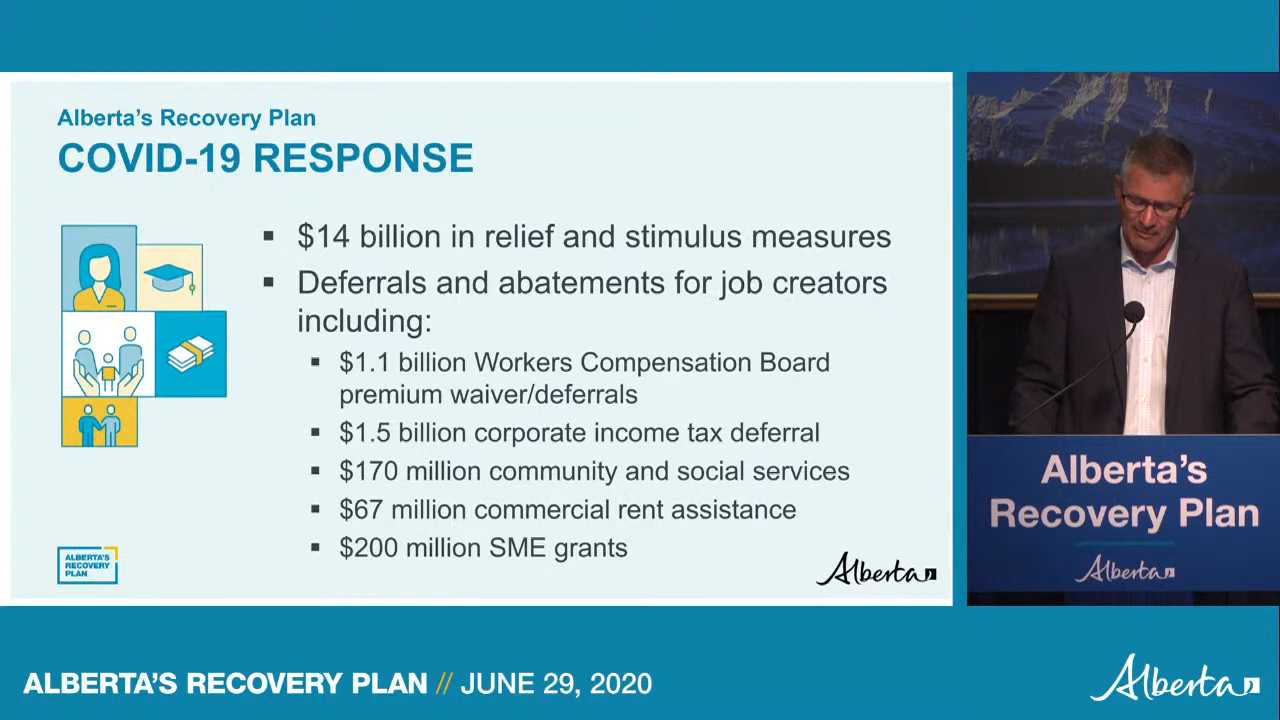 Alberta's Recovery Plan
COVID-19 RESPONSE
▪ $14 billion in relief and stimulus measures
▪ Deferrals and abatements for job creators
including:
▪ $1.1 billion Workers Compensation Board
premium waiver/deferrals
▪ $1.5 billion corporate income tax deferral
▪ $170 million community and social services
▪ $67 million commercial rent assistance
▪ $200 million SME grants
ALBERTA'S
RECOVERY
PLAN
Alberta
Alberta's
Recovery Plan
Alberta
ALBERTA'S RECOVERY PLAN // JUNE 29, 2020
Alberta